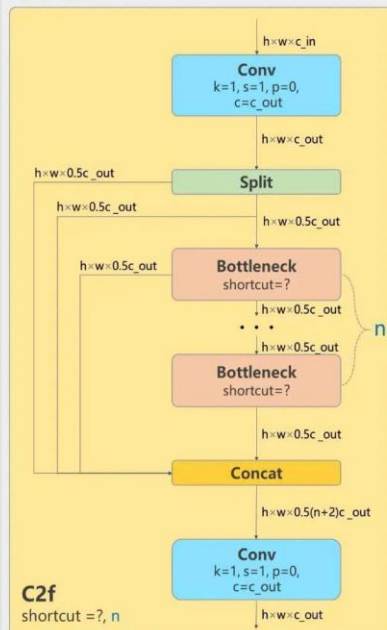 h×w×c_in
Conv
k=1, s=1, p=0,
c=c_out
h×w×c_out
h×w×0.5c_out
Split
h×w×0.5c_out
h×w×0.5c_out
h×w×0.5c_out
Bottleneck
shortcut=?
h×w×0.5c_out
...
n
h×w×0.5c_out
Bottleneck
shortcut=?
h×w×0.5c_out
Concat
h×w×0.5(n+2)c_out
Conv
k=1, s=1, p=0,
c=c_out
C2f
shortcut =?, n
h×w×c_out